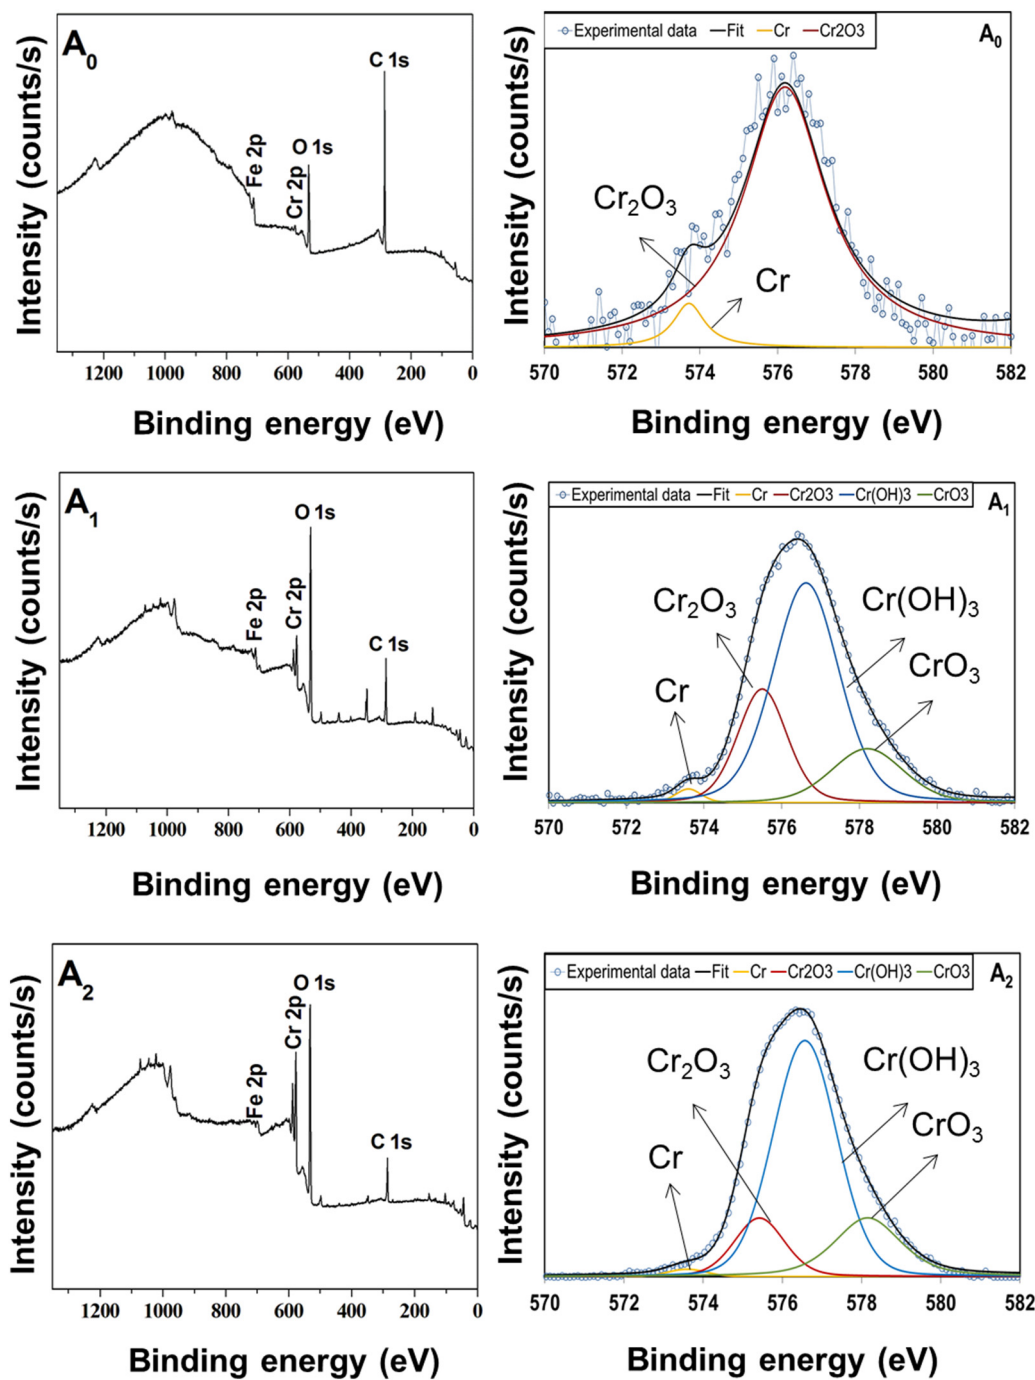 A0
C 1s
O 1s
Fe 2p
Cr 2p
Intensity (counts/s)
1200 1000 800 600 400 200 0
Binding energy (eV)
Experimental data Fit Cr Cr2O3
A0
Cr2O3
Cr
Intensity (counts/s)
570 572 574 576 578 580 582
Binding energy (eV)
A1
O 1s
Fe 2p
Cr 2p
C 1s
Intensity (counts/s)
1200 1000 800 600 400 200 0
Binding energy (eV)
Experimental data Fit Cr Cr2O3 Cr(OH)3 CrO3
A1
Cr2O3
Cr(OH)3
CrO3
Cr
Intensity (counts/s)
570 572 574 576 578 580 582
Binding energy (eV)
A2
O 1s
Cr 2p
Fe 2p
C 1s
Intensity (counts/s)
1200 1000 800 600 400 200 0
Binding energy (eV)
Experimental data Fit Cr Cr2O3 Cr(OH)3 CrO3
A2
Cr2O3
Cr(OH)3
CrO3
Cr
Intensity (counts/s)
570 572 574 576 578 580 582
Binding energy (eV)